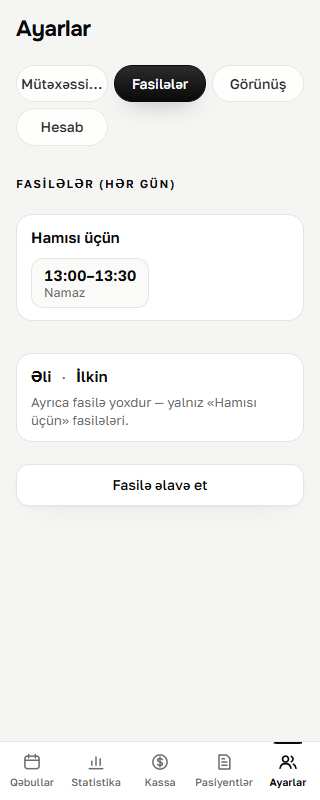 Ayarlar
Mütəxəssi...
Fasilələr
Görünüş
Hesab
FASİLƏLƏR (HƏR GÜN)
Hamısı üçün
13:00–13:30
Namaz
Əli · İlkin
Ayrıca fasilə yoxdur — yalnız «Hamısı
üçün» fasilələri.
Fasilə əlavə et
Qəbullar
Statistika
Kassa
Pasiyentlər
Ayarlar